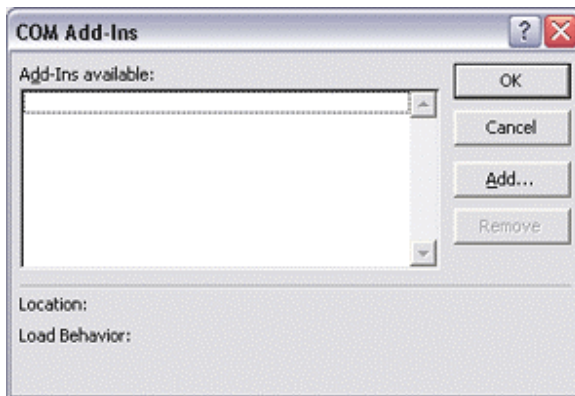 COM Add-Ins
?
Add-Ins available:
OK
Cancel
Add...
Remove
Location:
Load Behavior: